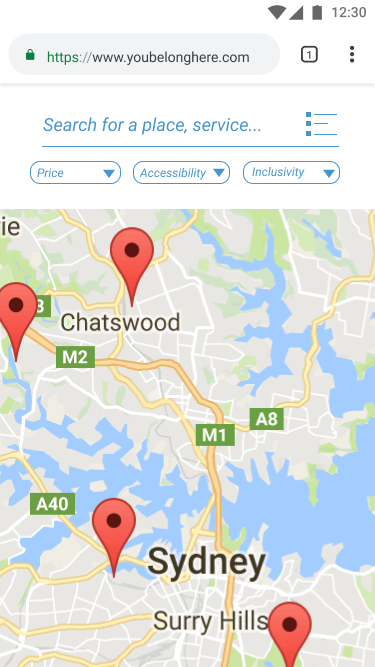 12:30
https://www.youbelonghere.com
1
Search for a place, service...
Price
Accessibility
Inclusivity
ie
3
Chatswood
M2
A8
M1
A40
Sydney
Surry Hills